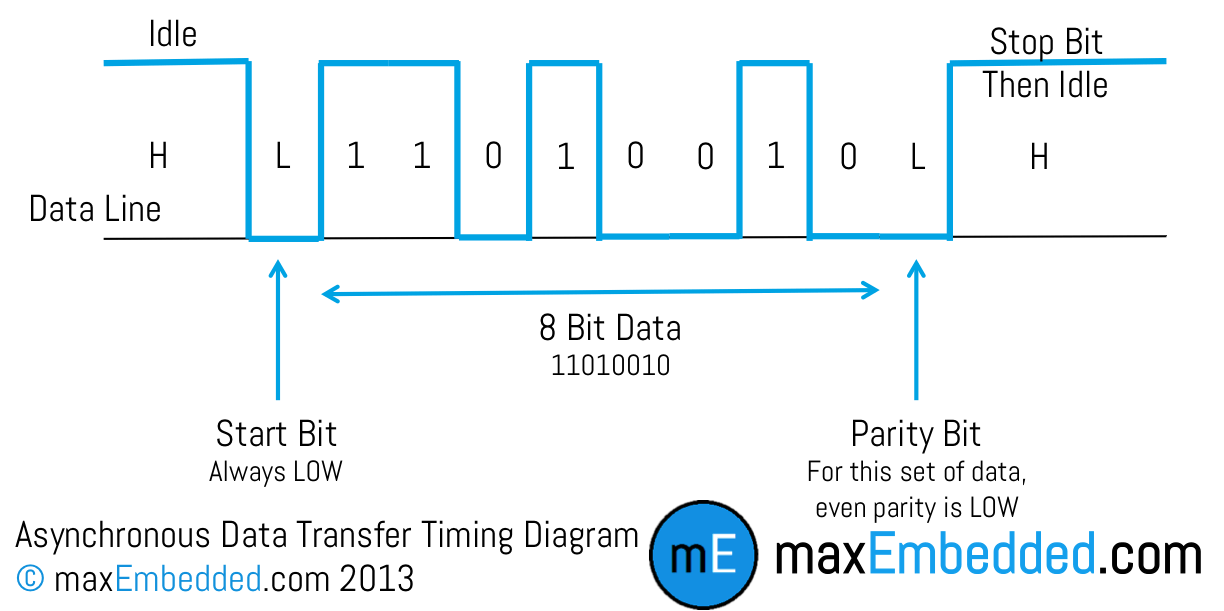 Idle
Stop Bit
Then Idle
H L 1 1 0 1 0 0 1 0 L H
Data Line
8 Bit Data
11010010
Start Bit
Always LOW
Parity Bit
For this set of data,
even parity is LOW
Asynchronous Data Transfer Timing Diagram
© maxEmbedded.com 2013
mE maxEmbedded.com